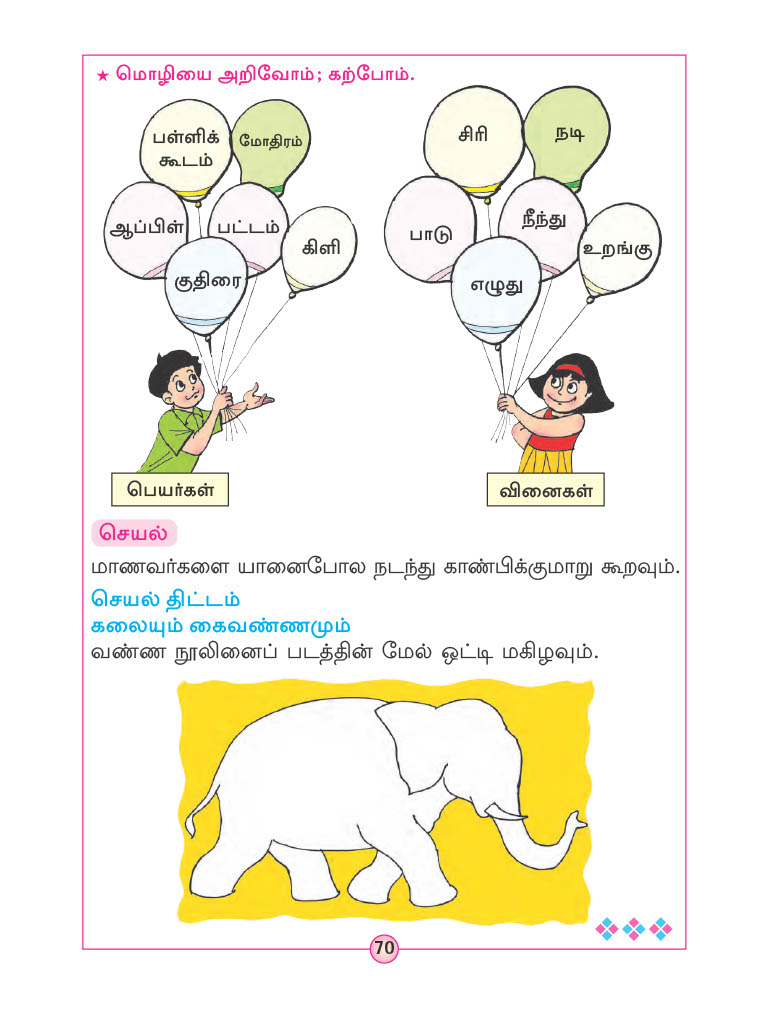 ★ மொழியை அறிவோம்; கற்போம்.
பள்ளிக்
கூடம்
மோதிரம்
ஆப்பிள்
பட்டம்
கிளி
குதிரை
பெயர்கள்
சிரி
நடி
பாடு
நீந்து
உறங்கு
எழுது
வினைகள்
செயல்
மாணவர்களை யானைபோல நடந்து காண்பிக்குமாறு கூறவும்.
செயல் திட்டம்
கலையும் கைவண்ணமும்
வண்ண நூலினைப் படத்தின் மேல் ஒட்டி மகிழவும்.
70